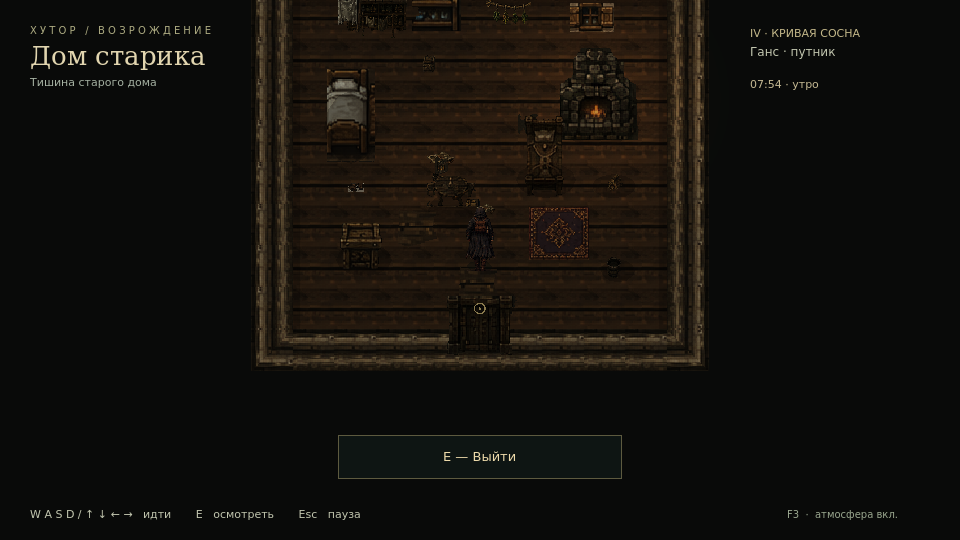 ХУТОР / ВОЗРОЖДЕНИЕ
Дом старика
Тишина старого дома
IV · КРИВАЯ СОСНА
Ганс · путник
07:54 · утро
E — Выйти
W A S D / ↑ ↓ ← → идти E осмотреть Esc пауза
F3 · атмосфера вкл.